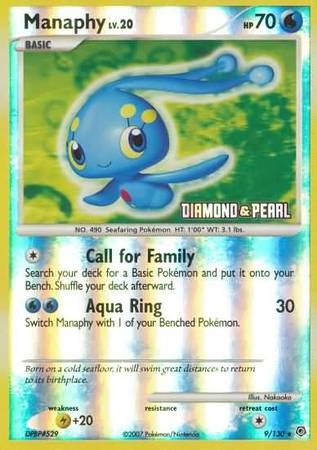 Manaphy LV.20 HP 70
BASIC
DIAMOND & PEARL
NO. 490 Seafaring Pokémon. HT: 1'00" WT: 3.1 lbs.
Call for Family
Search your deck for a Basic Pokémon and put it onto your
Bench. Shuffle your deck afterward.
Aqua Ring 30
Switch Manaphy with 1 of your Benched Pokémon.
Born on a cold seafloor, it will swim great distances to return
to its birthplace.
Illus. Nakaoka
weakness resistance retreat cost
+20
DPBP#529 ©2007 Pokémon/Nintendo 9/130 ★